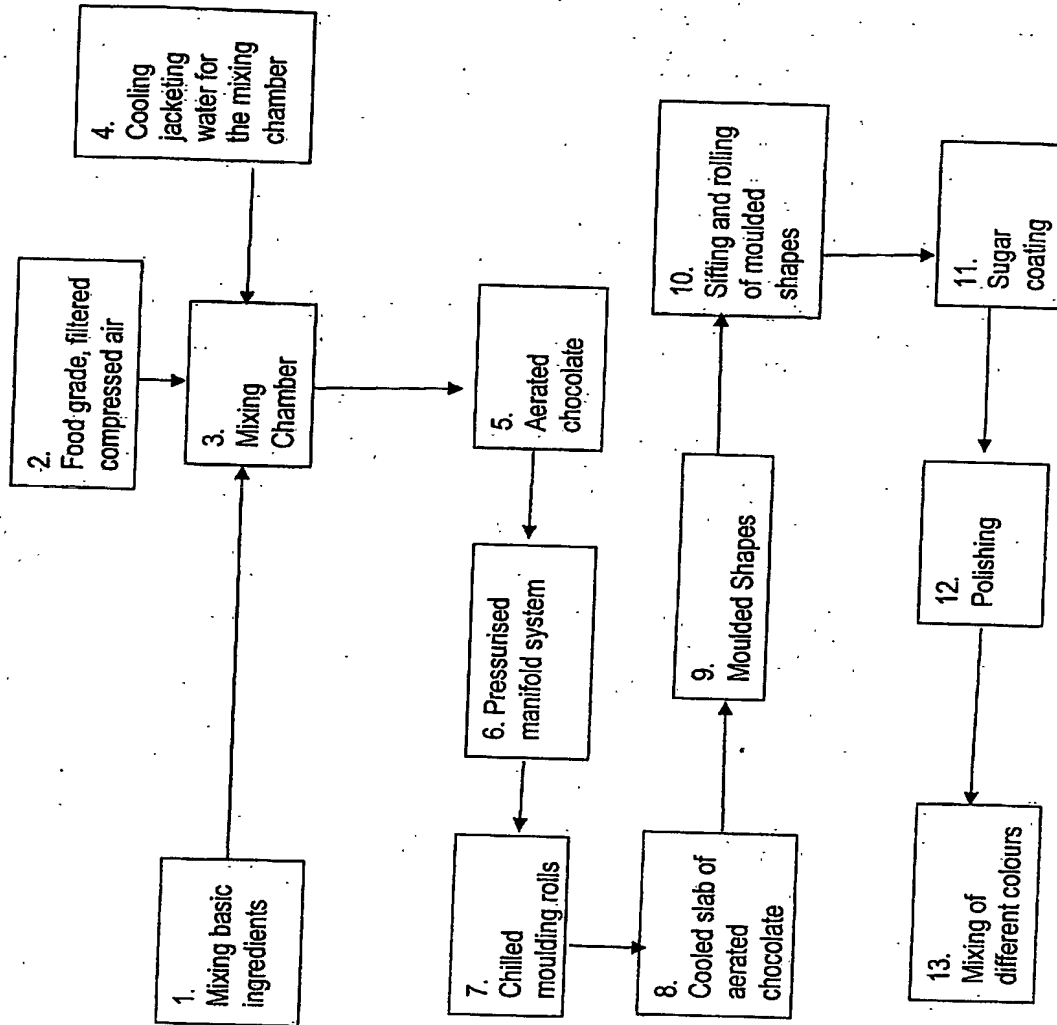 1.
Mixing basic
ingredients
2.
Food grade, filtered
compressed air
3.
Mixing
Chamber
4.
Cooling
jacketing
water for
the mixing
chamber
5.
Aerated
chocolate
6. Pressurised
manifold system
7.
Chilled
moulding rolls
8.
Cooled slab of
aerated
chocolate
9.
Moulded Shapes
10.
Sifting and rolling
of moulded
shapes
11.
Sugar
coating
12.
Polishing
13.
Mixing of
different colours